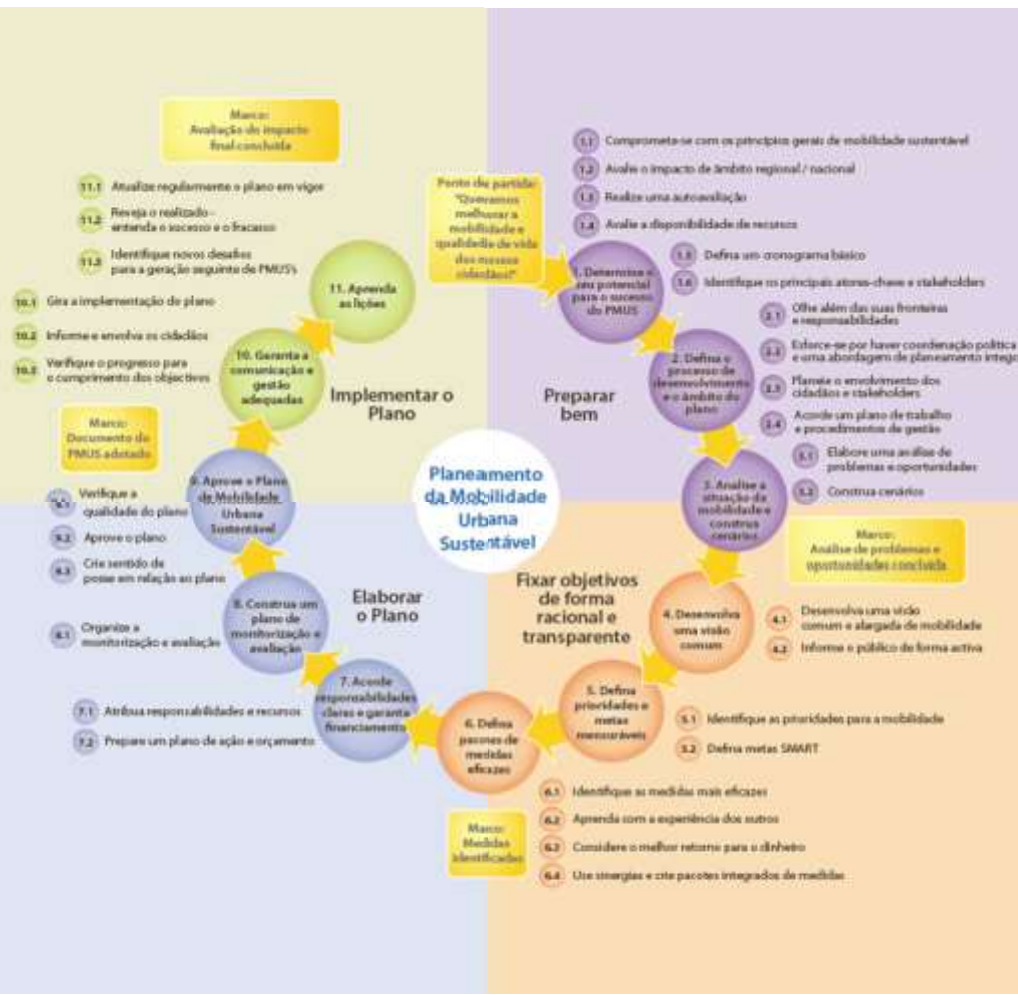 Planeamento
da Mobilidade
Urbana
Sustentável
Ponto de partida:
"Queremos
melhorar a
mobilidade e
qualidade de vida
dos nossos
cidadãos!"
Preparar
bem
1. Determine o
seu potencial
para o sucesso
do PMUS
1.1 Comprometa-se com os princípios gerais de mobilidade sustentável
1.2 Avalie o impacto de âmbito regional / nacional
1.3 Realize uma autoavaliação
1.4 Avalie a disponibilidade de recursos
1.5 Defina um cronograma básico
1.6 Identifique os principais atores-chave e stakeholders
2. Defina o
processo de
desenvolvimento
e o âmbito do
plano
2.1 Olhe além das suas fronteiras
e responsabilidades
2.2 Esforce-se por haver coordenação política
e uma abordagem de planeamento integ
2.3 Planeie o envolvimento dos
cidadãos e stakeholders
2.4 Acorde um plano de trabalho
e procedimentos de gestão
3. Analise a
situação da
mobilidade e
construa
cenários
3.1 Elabore uma análise de
problemas e oportunidades
3.2 Construa cenários
Marco:
Análise de problemas e
oportunidades concluída
Fixar objetivos
de forma
racional e
transparente
4. Desenvolva
uma visão
comum
4.1 Desenvolva uma visão
comum e alargada de mobilidade
4.2 Informe o público de forma activa
5. Defina
prioridades e
metas
mensuráveis
5.1 Identifique as prioridades para a mobilidade
5.2 Defina metas SMART
6. Defina
pacotes de
medidas
eficazes
6.1 Identifique as medidas mais eficazes
6.2 Aprenda com a experiência dos outros
6.3 Considere o melhor retorno para o dinheiro
6.4 Use sinergias e crie pacotes integrados de medidas
Marco:
Medidas
identificadas
Elaborar
o Plano
7. Acorde
responsabilidades
claras e garanta
financiamento
7.1 Atribua responsabilidades e recursos
7.2 Prepare um plano de ação e orçamento
8. Construa um
plano de
monitorização e
avaliação
8.1 Organize a
monitorização e avaliação
9. Aprove o Plano
de Mobilidade
Urbana
Sustentável
9.1 Verifique a
qualidade do plano
9.2 Aprove o plano
9.3 Crie sentido de
posse em relação ao plano
Marco:
Documento do
PMUS adotado
Implementar o
Plano
10. Garanta a
comunicação e
gestão
adequadas
10.1 Gira a implementação do plano
10.2 Informe e envolva os cidadãos
10.3 Verifique o progresso para
o cumprimento dos objectivos
11. Aprenda
as lições
11.1 Atualize regularmente o plano em vigor
11.2 Reveja o realizado -
entenda o sucesso e o fracasso
11.3 Identifique novos desafios
para a geração seguinte de PMUS's
Marco:
Avaliação do impacto
final concluída